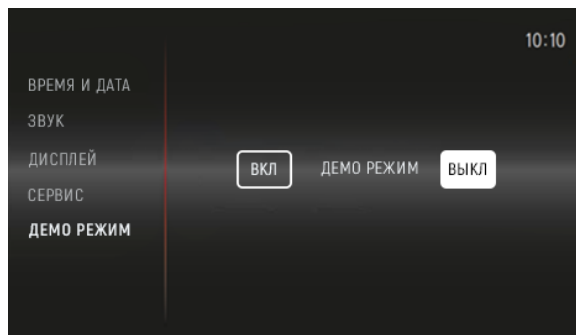 10:10
ВРЕМЯ И ДАТА
ЗВУК
ДИСПЛЕЙ
СЕРВИС
ДЕМО РЕЖИМ
ВКЛ ДЕМО РЕЖИМ ВЫКЛ